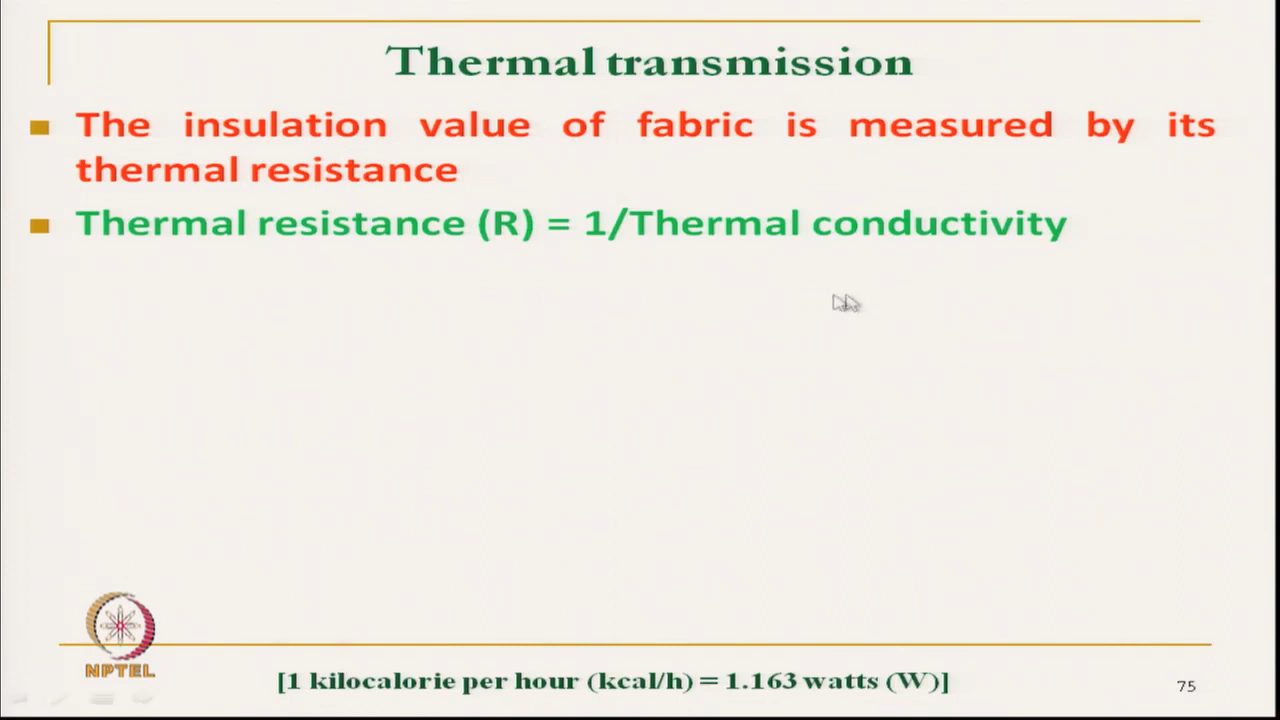 Thermal transmission
The insulation value of fabric is measured by its
thermal resistance
Thermal resistance (R) = 1/Thermal conductivity
NPTEL
[1 kilocalorie per hour (kcal/h) = 1.163 watts (W)]
75